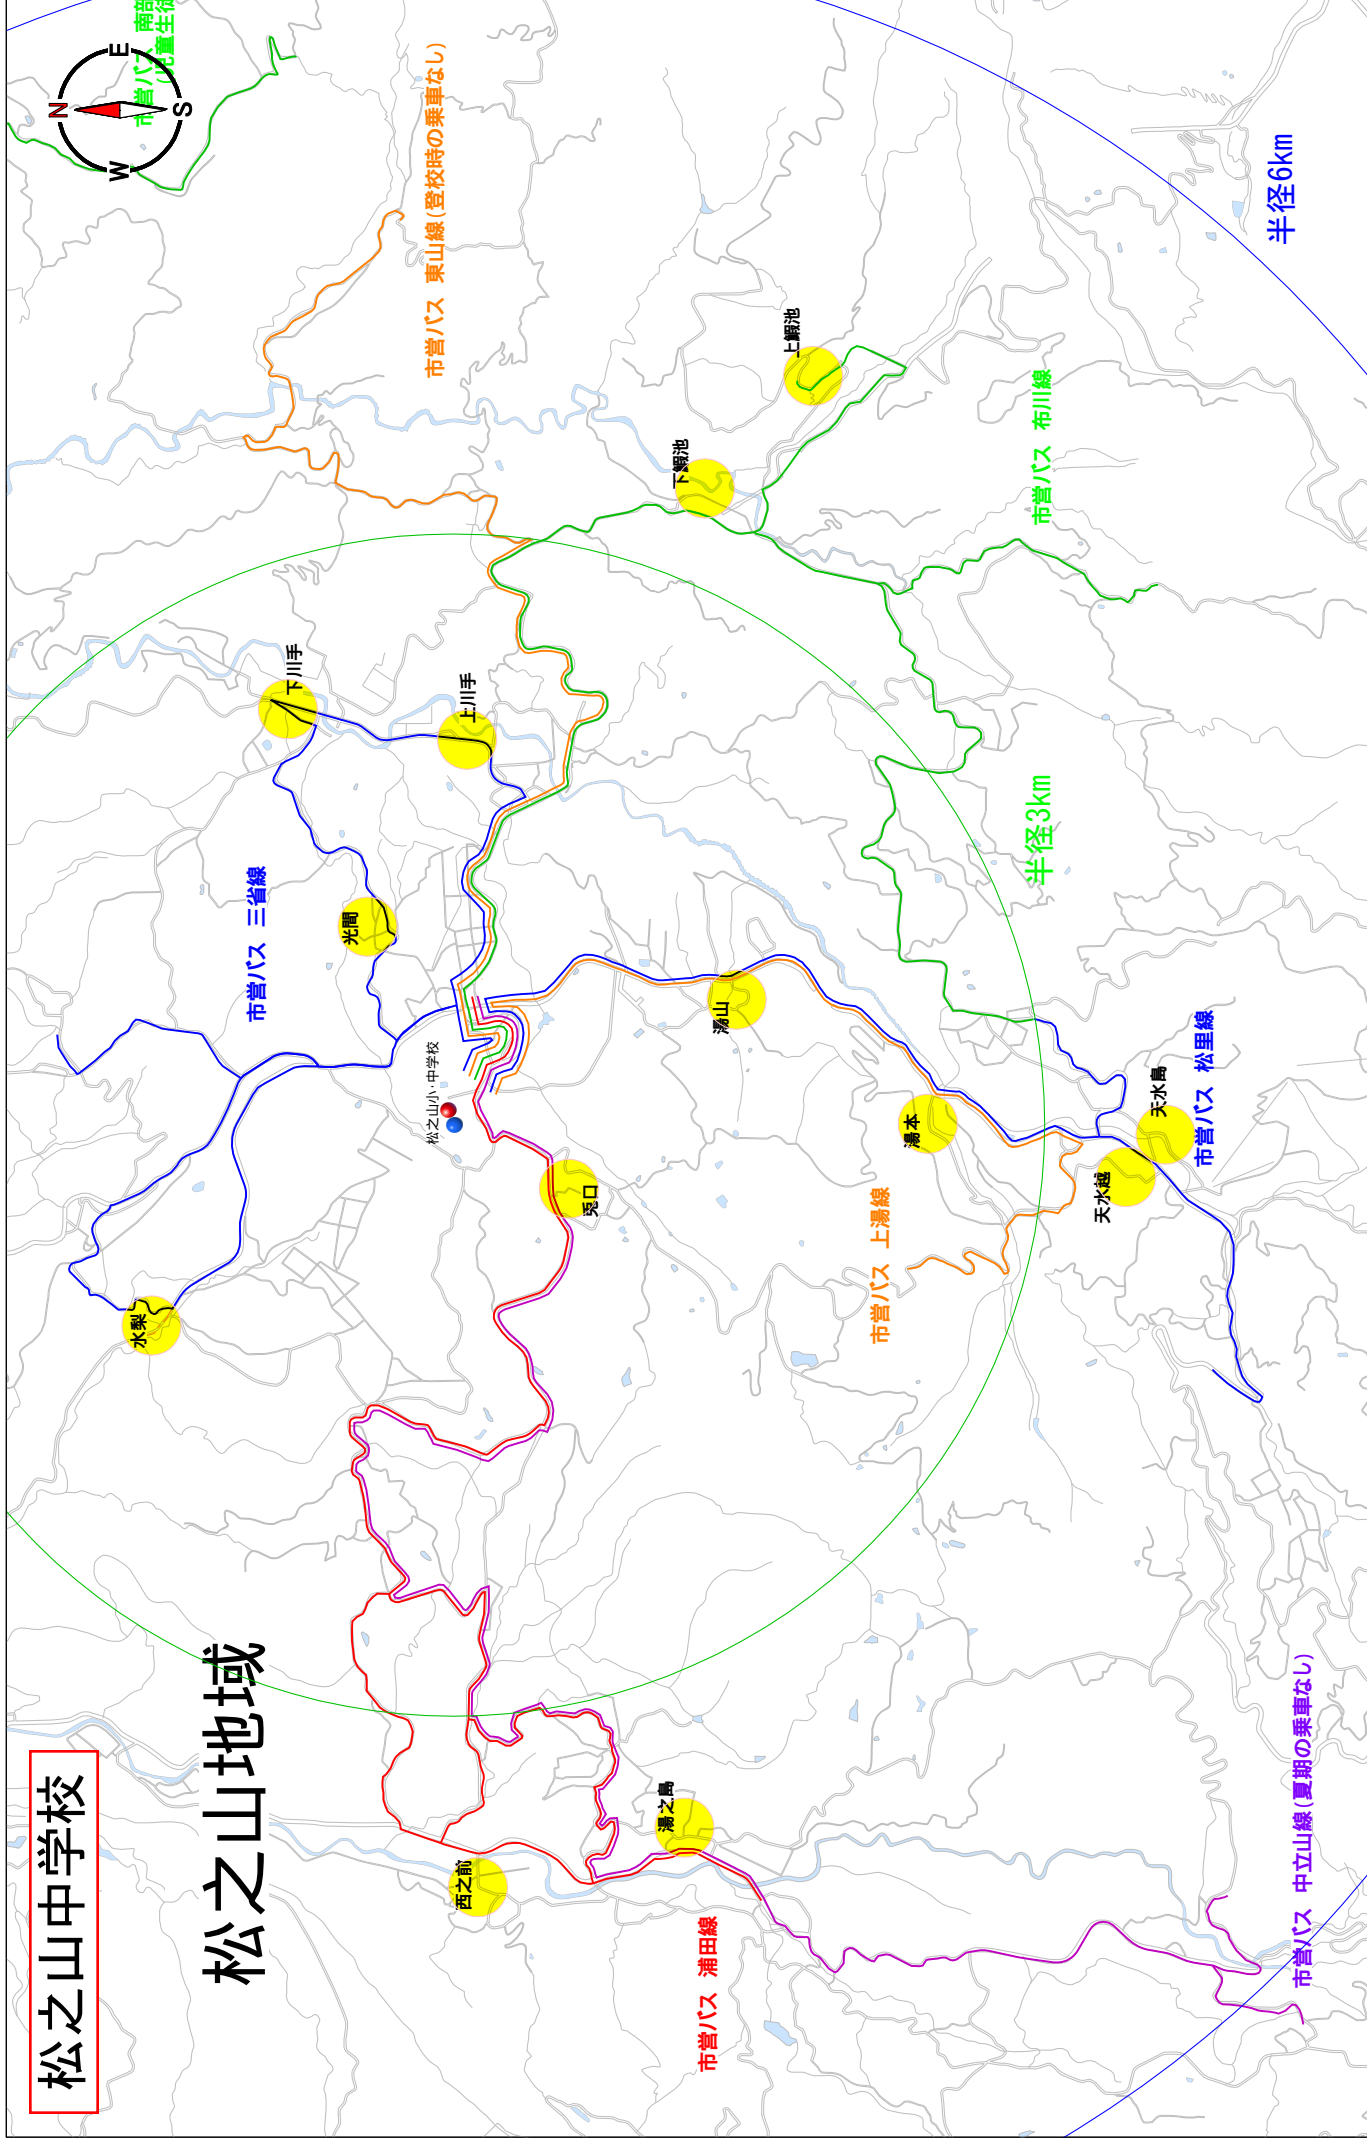 松之山中学校
松之山地域
市営バス 南部
(児童生徒
N
E
S
W
市営バス 東山線(登校時の乗車なし)
市営バス 三省線
市営バス 布川線
市営バス 松里線
市営バス 上湯線
市営バス 浦田線
市営バス 中立山線(夏期の乗車なし)
半径3km
半径6km
松之山小・中学校
水梨
光間
下川手
上川手
下鰕池
上鰕池
兎口
湯山
湯本
天水越
天水島
西之前
湯之島